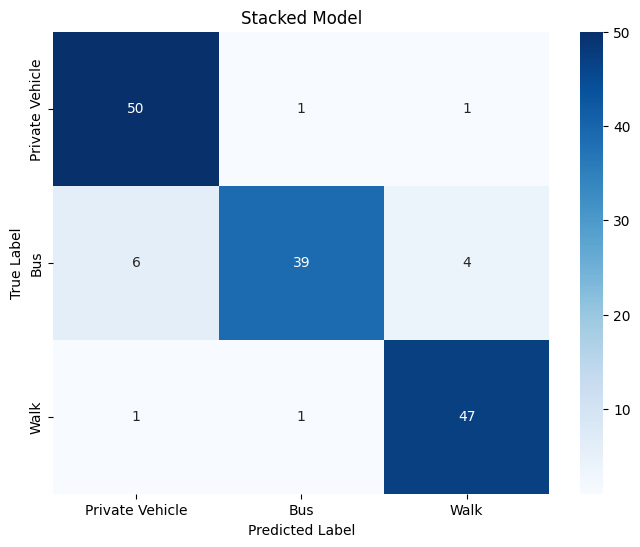 Stacked Model
True Label
Private Vehicle
Bus
Walk
50 1 1
6 39 4
1 1 47
Private Vehicle Bus Walk
Predicted Label
50
40
30
20
10